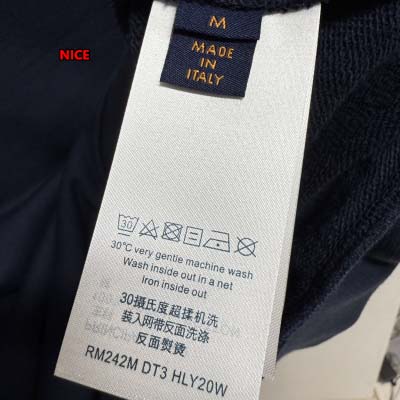 NICE
M
MADE
IN
ITALY
30
30°C very gentle machine wash
Wash inside out in a net
Iron inside out
30摄氏度超柔机洗
装入网带反面洗涤
反面熨烫
RM242M DT3 HLY20W